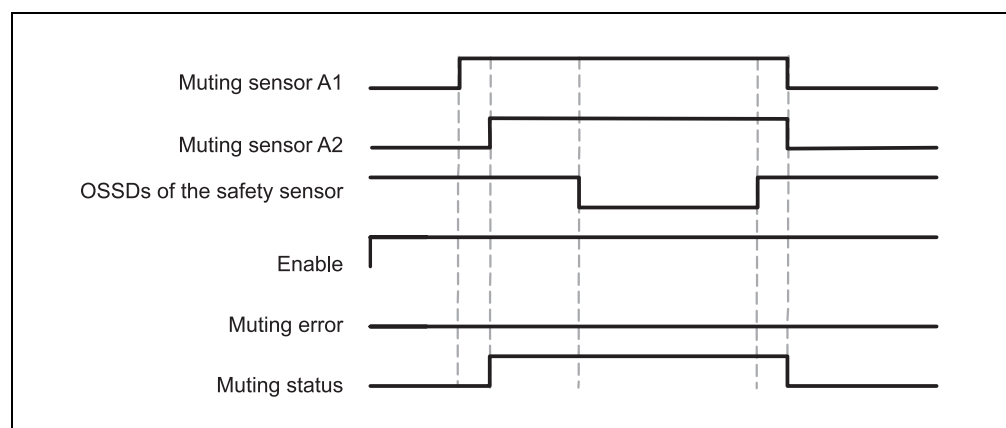 Muting sensor A1
Muting sensor A2
OSSDs of the safety sensor
Enable
Muting error
Muting status